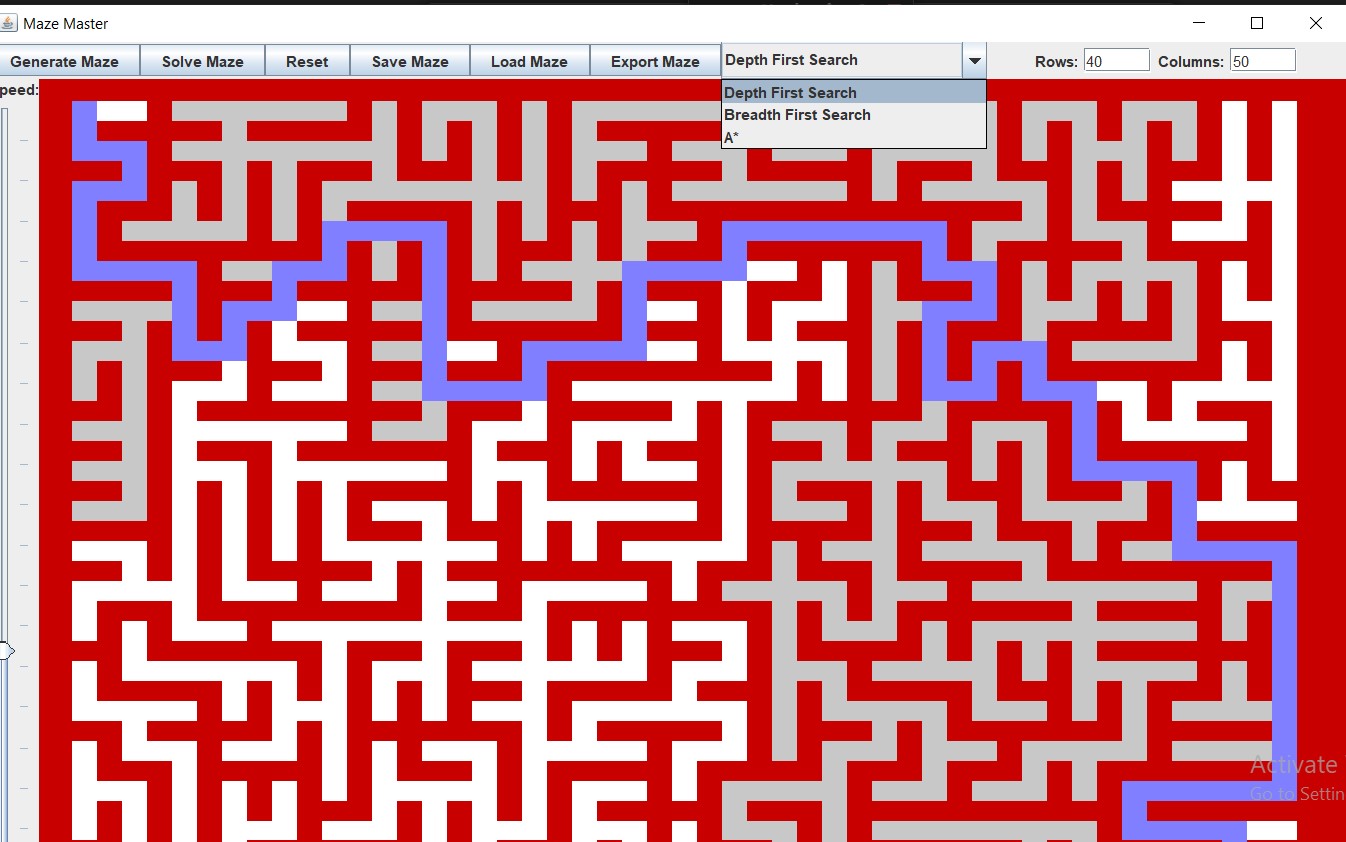 Maze Master
Generate Maze Solve Maze Reset Save Maze Load Maze Export Maze Depth First Search Rows: 40 Columns: 50
peed:
Depth First Search
Breadth First Search
A*
Activate
Go to Settin